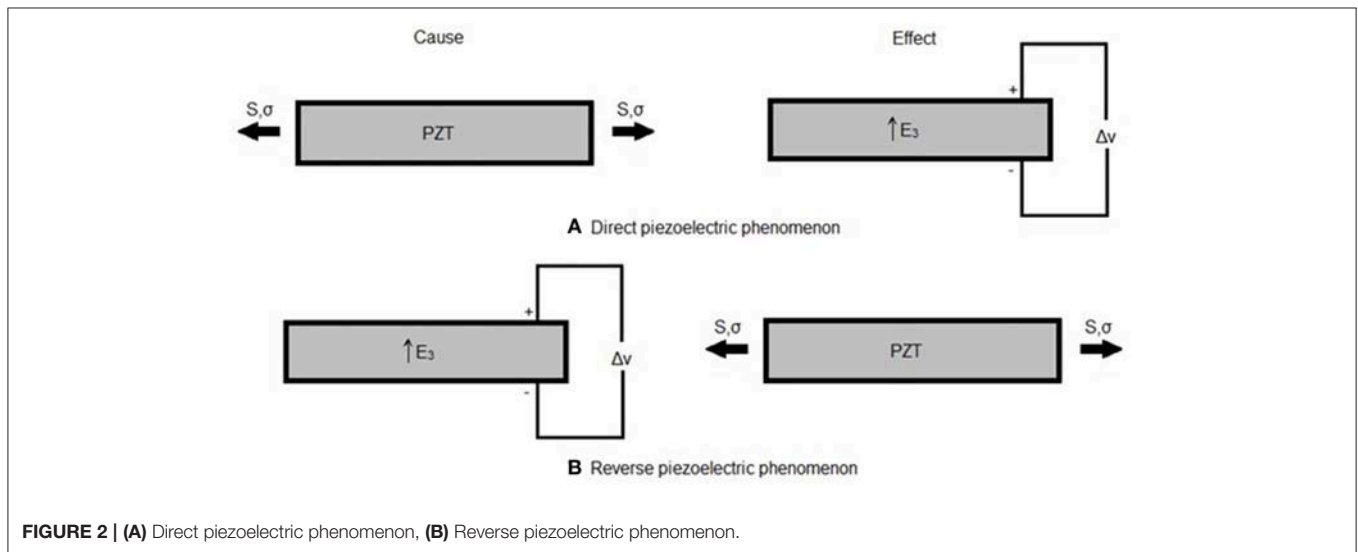 Cause
Effect
S,σ
PZT
S,σ
+
↑E₃
-
Δv
A Direct piezoelectric phenomenon
+
↑E₃
-
Δv
S,σ
PZT
S,σ
B Reverse piezoelectric phenomenon
FIGURE 2 | (A) Direct piezoelectric phenomenon, (B) Reverse piezoelectric phenomenon.